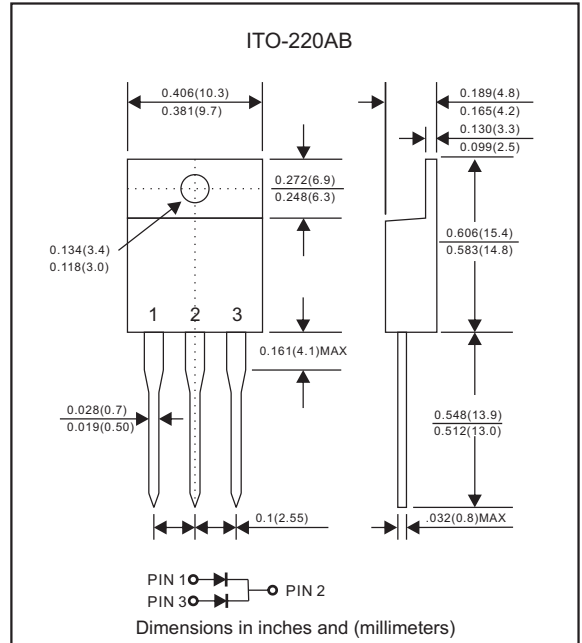 ITO-220AB
0.406(10.3)
0.381(9.7)
0.189(4.8)
0.165(4.2)
0.130(3.3)
0.099(2.5)
0.272(6.9)
0.248(6.3)
0.134(3.4)
0.118(3.0)
0.606(15.4)
0.583(14.8)
1 2 3
0.161(4.1)MAX
0.028(0.7)
0.019(0.50)
0.548(13.9)
0.512(13.0)
0.1(2.55)
.032(0.8)MAX
PIN 1
PIN 2
PIN 3
Dimensions in inches and (millimeters)